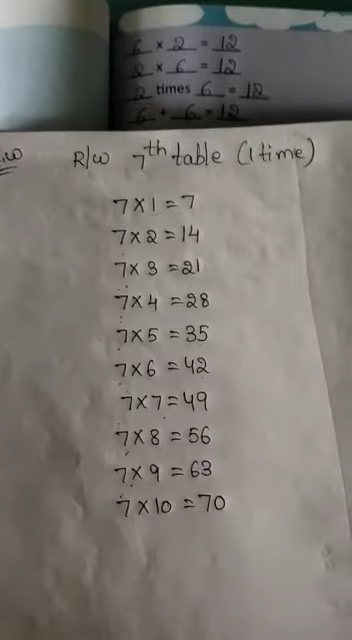 6 × 2 = 12
2 × 6 = 12
2 times 6 = 12
6 + 6 = 12
R/W 7th table (1 time)
7×1=7
7×2=14
7×3=21
7×4=28
7×5=35
7×6=42
7×7=49
7×8=56
7×9=63
7×10=70